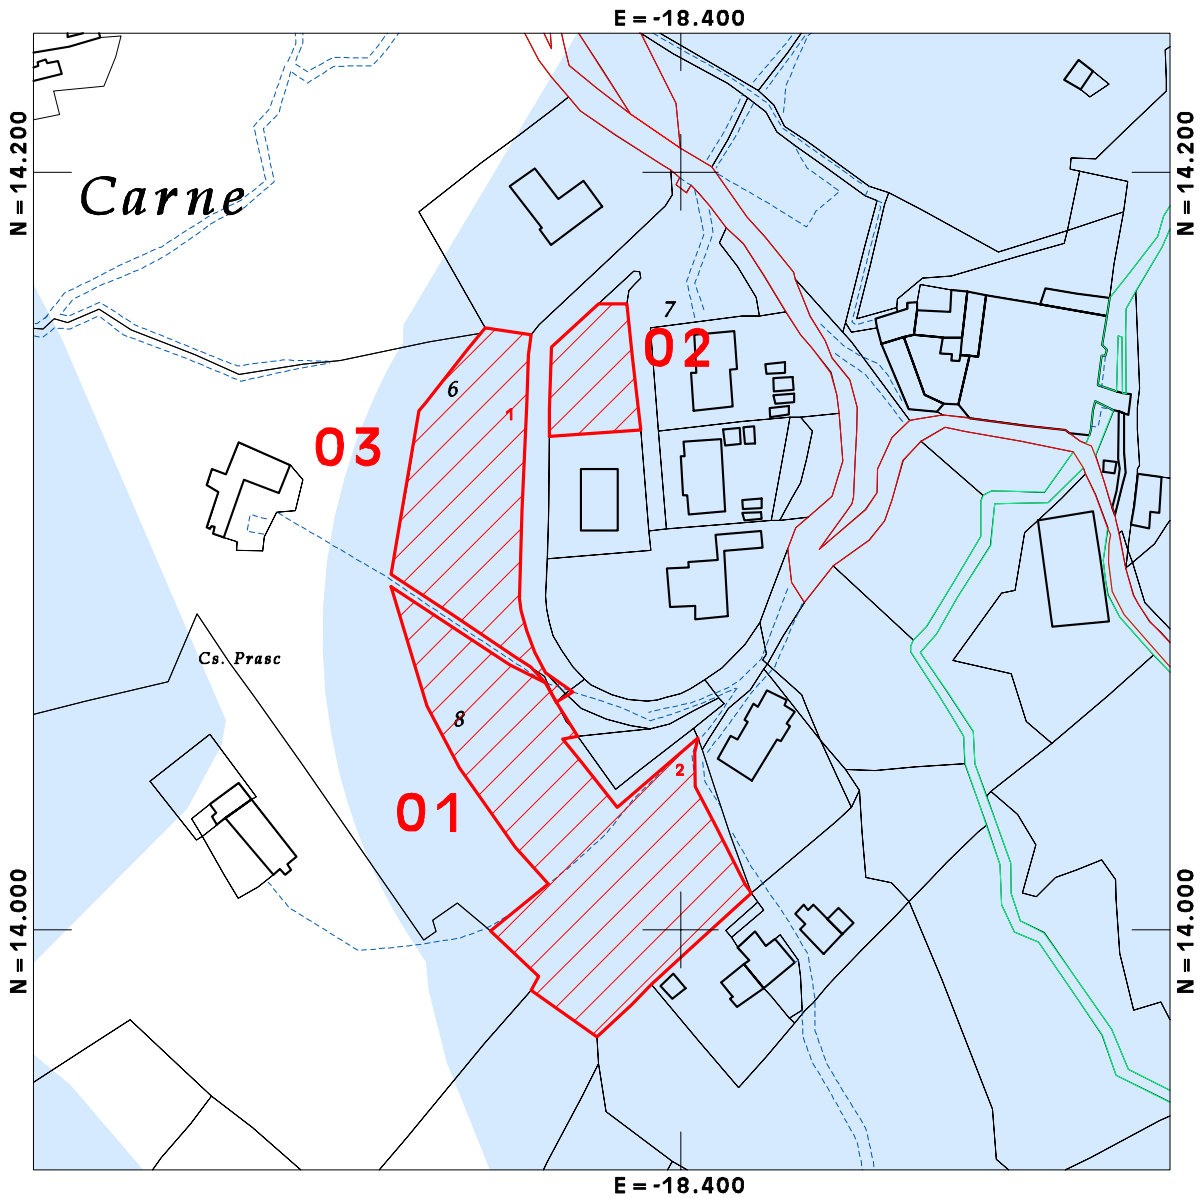 E = -18.400
N = 14.200
N = 14.200
Carne
7
02
6
1
03
Cs. Prasc
8
2
01
N = 14.000
N = 14.000
E = -18.400